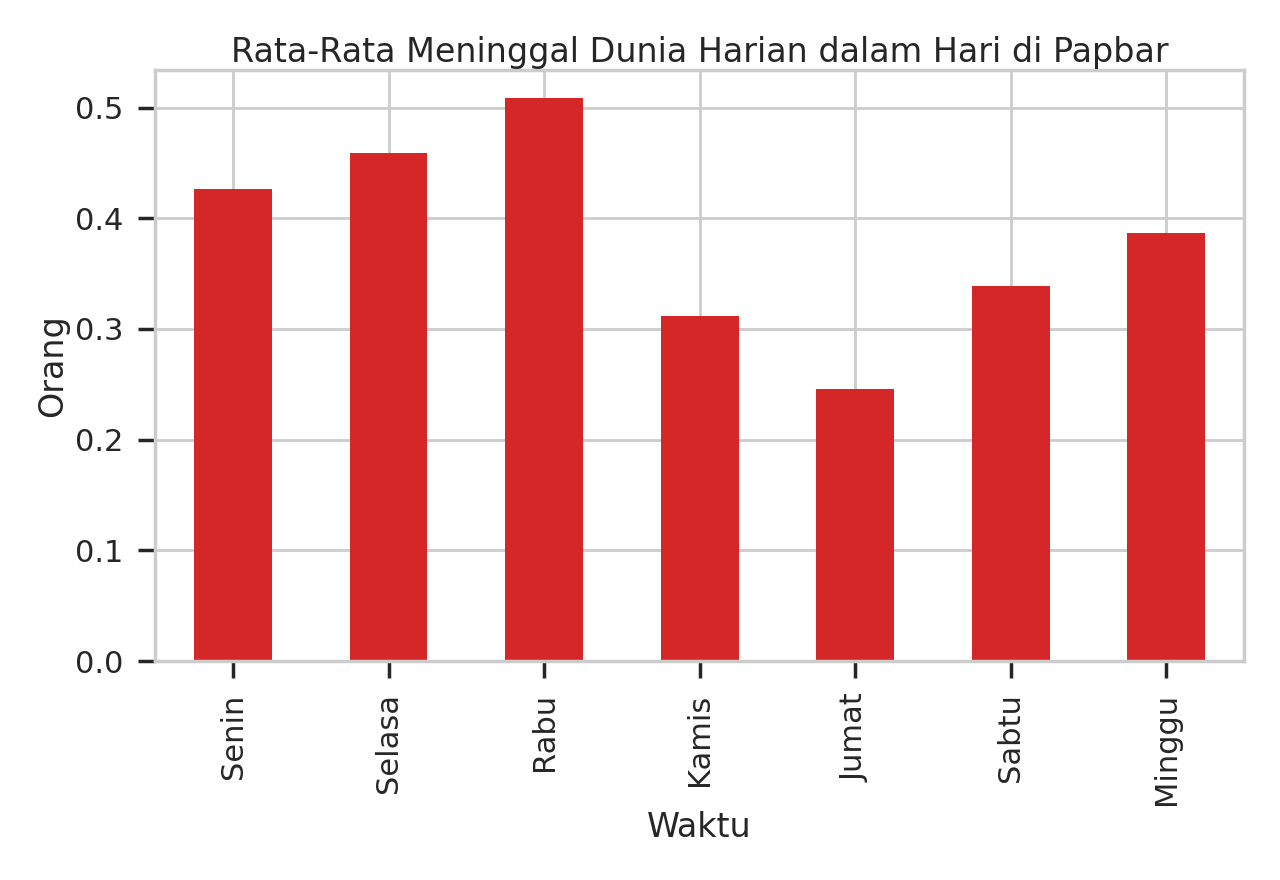 Rata-Rata Meninggal Dunia Harian dalam Hari di Papbar
0.5
0.4
0.3
0.2
0.1
0.0
Orang
Senin
Selasa
Rabu
Kamis
Jumat
Sabtu
Minggu
Waktu